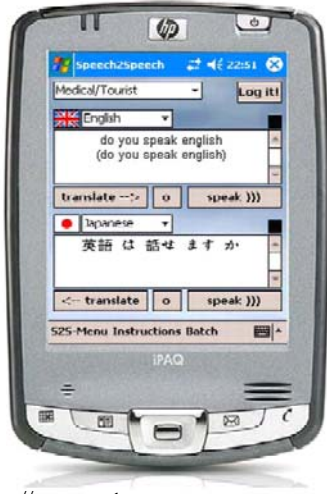 hp
Speech2Speech 22:51
Medical/Tourist Log it!
English
do you speak english
(do you speak english)
translate --> o speak )))
Japanese
英語 は 話せ ます か
<-- translate o speak )))
S2S-Menu Instructions Batch
iPAQ